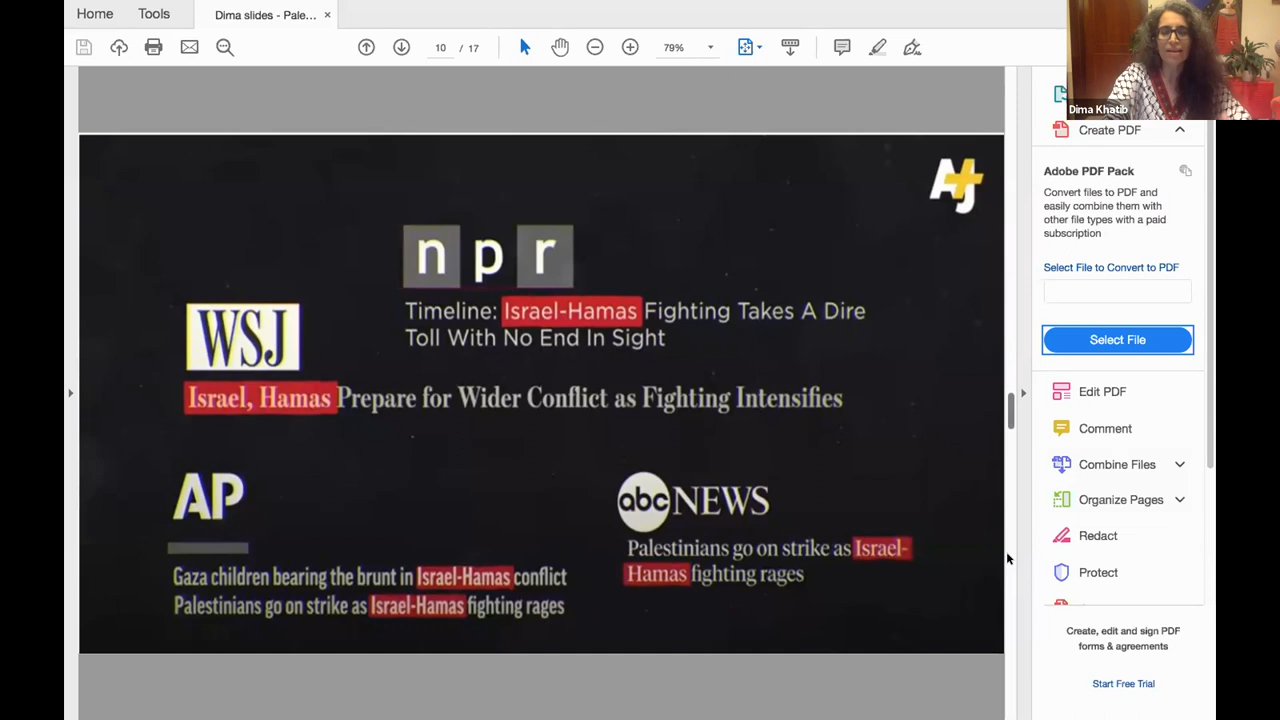 Home Tools Dima slides - Pale... ×
10 / 17 79%
Dima Khatib
Create PDF
Adobe PDF Pack
Convert files to PDF and
easily combine them with
other file types with a paid
subscription
Select File to Convert to PDF
Select File
Edit PDF
Comment
Combine Files
Organize Pages
Redact
Protect
Create, edit and sign PDF
forms & agreements
Start Free Trial
AJ+
npr
Timeline: Israel-Hamas Fighting Takes A Dire
Toll With No End In Sight
WSJ
Israel, Hamas Prepare for Wider Conflict as Fighting Intensifies
AP
Gaza children bearing the brunt in Israel-Hamas conflict
Palestinians go on strike as Israel-Hamas fighting rages
abc NEWS
Palestinians go on strike as Israel-
Hamas fighting rages